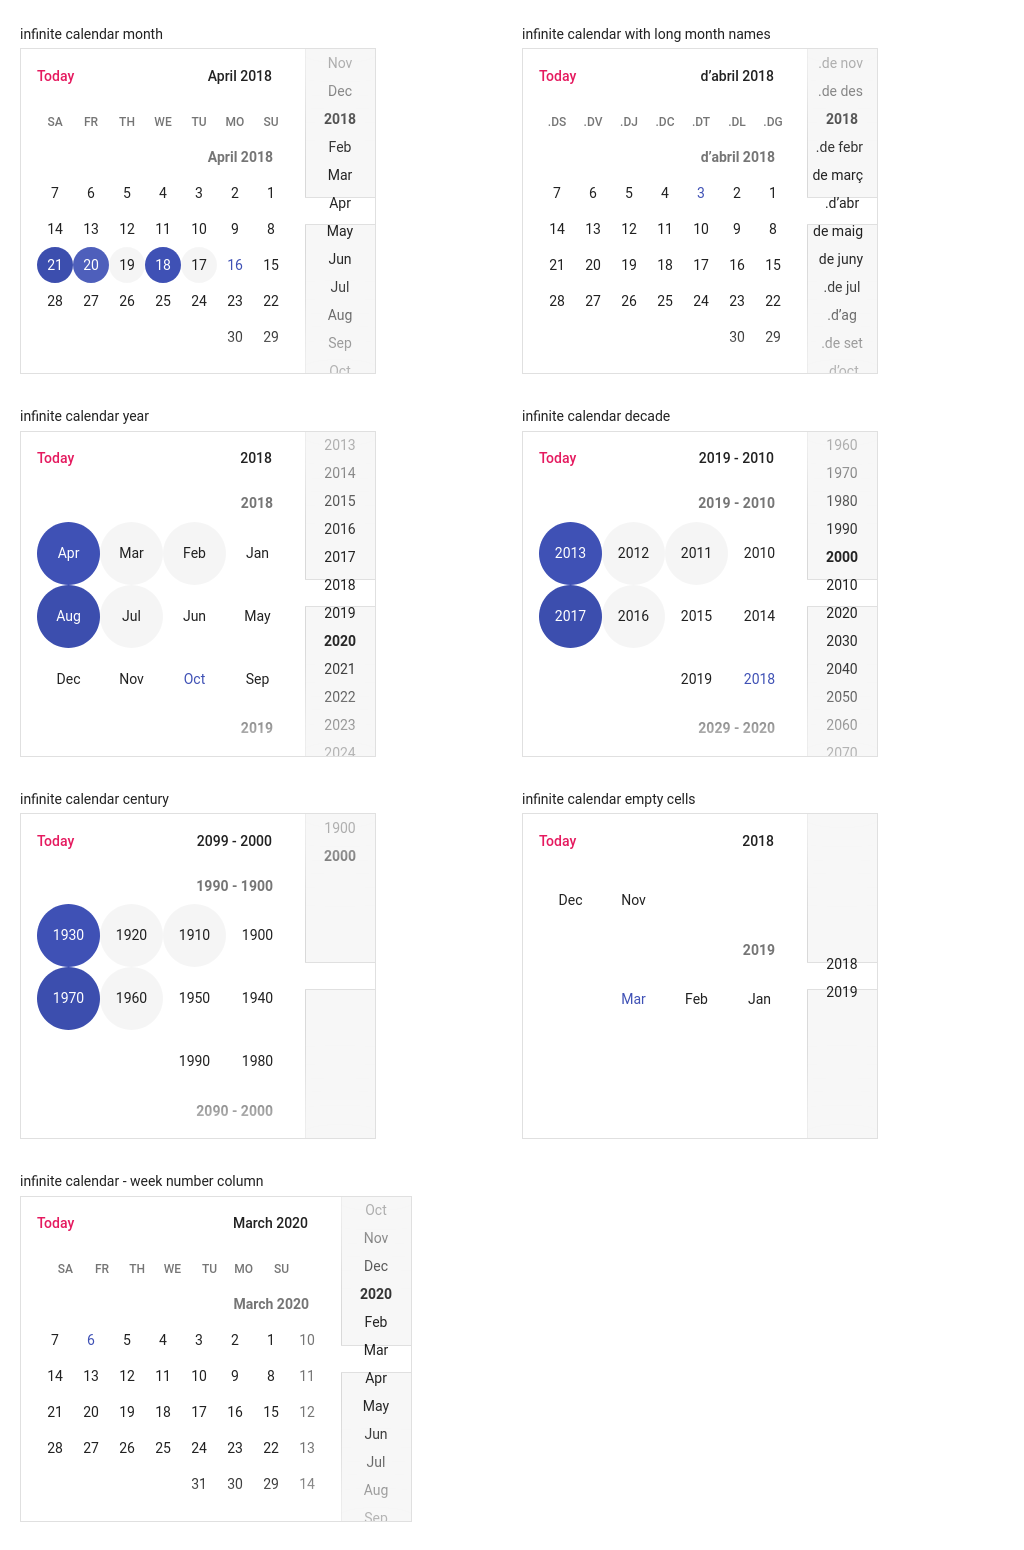 infinite calendar month
Today April 2018
SA FR TH WE TU MO SU
April 2018
7 6 5 4 3 2 1
14 13 12 11 10 9 8
21 20 19 18 17 16 15
28 27 26 25 24 23 22
30 29
Nov
Dec
2018
Feb
Mar
Apr
May
Jun
Jul
Aug
Sep
Oct
infinite calendar with long month names
Today d’abril 2018
.DS .DV .DJ .DC .DT .DL .DG
d’abril 2018
7 6 5 4 3 2 1
14 13 12 11 10 9 8
21 20 19 18 17 16 15
28 27 26 25 24 23 22
30 29
.de nov
.de des
2018
.de febr
de març
.d’abr
de maig
de juny
.de jul
.d’ag
.de set
.d’oct
infinite calendar year
Today 2018
2018
Apr Mar Feb Jan
Aug Jul Jun May
Dec Nov Oct Sep
2019
2013
2014
2015
2016
2017
2018
2019
2020
2021
2022
2023
2024
infinite calendar decade
Today 2019 - 2010
2019 - 2010
2013 2012 2011 2010
2017 2016 2015 2014
2019 2018
2029 - 2020
1960
1970
1980
1990
2000
2010
2020
2030
2040
2050
2060
2070
infinite calendar century
Today 2099 - 2000
1990 - 1900
1930 1920 1910 1900
1970 1960 1950 1940
1990 1980
2090 - 2000
1900
2000
infinite calendar empty cells
Today 2018
Dec Nov
2019
Mar Feb Jan
2018
2019
infinite calendar - week number column
Today March 2020
SA FR TH WE TU MO SU
March 2020
7 6 5 4 3 2 1 10
14 13 12 11 10 9 8 11
21 20 19 18 17 16 15 12
28 27 26 25 24 23 22 13
31 30 29 14
Oct
Nov
Dec
2020
Feb
Mar
Apr
May
Jun
Jul
Aug
Sep